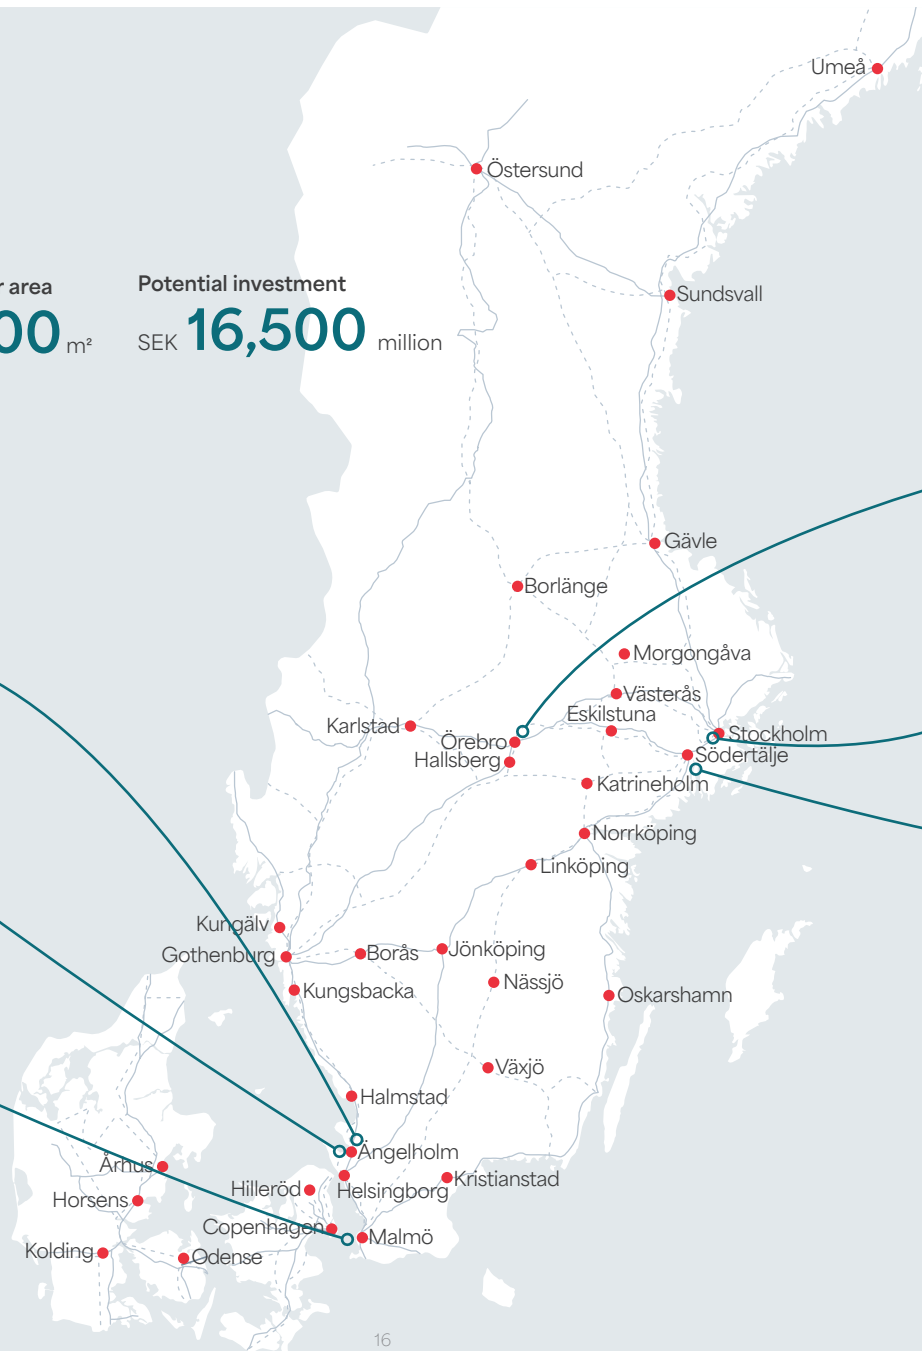 Umeå
Östersund
r area
00 m²
Potential investment
SEK 16,500 million
Sundsvall
Gävle
Borlänge
Morgongåva
Västerås
Eskilstuna
Karlstad
Örebro
Stockholm
Hallsberg
Södertälje
Katrineholm
Norrköping
Linköping
Kungälv
Gothenburg
Borås
Jönköping
Kungsbacka
Nässjö
Oskarshamn
Växjö
Halmstad
Ängelholm
Århus
Kristianstad
Hilleröd
Helsingborg
Horsens
Copenhagen
Malmö
Kolding
Odense
16